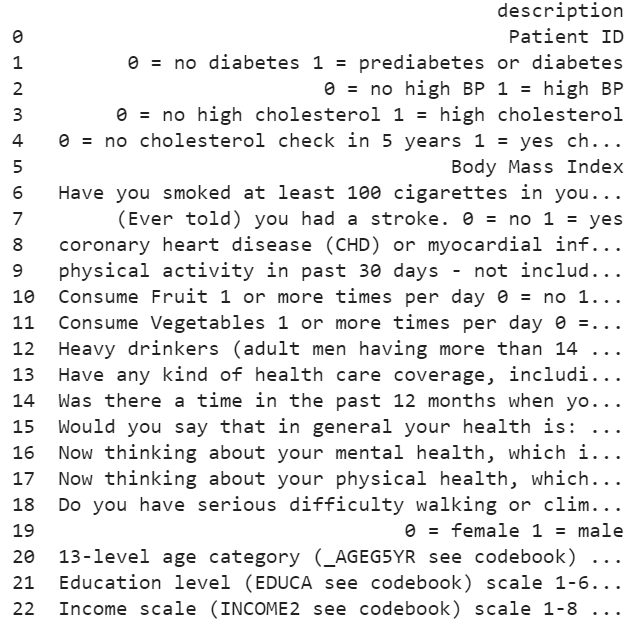 description
0 Patient ID
1 0 = no diabetes 1 = prediabetes or diabetes
2 0 = no high BP 1 = high BP
3 0 = no high cholesterol 1 = high cholesterol
4 0 = no cholesterol check in 5 years 1 = yes ch...
5 Body Mass Index
6 Have you smoked at least 100 cigarettes in you...
7 (Ever told) you had a stroke. 0 = no 1 = yes
8 coronary heart disease (CHD) or myocardial inf...
9 physical activity in past 30 days - not includ...
10 Consume Fruit 1 or more times per day 0 = no 1...
11 Consume Vegetables 1 or more times per day 0 =...
12 Heavy drinkers (adult men having more than 14 ...
13 Have any kind of health care coverage, includi...
14 Was there a time in the past 12 months when yo...
15 Would you say that in general your health is: ...
16 Now thinking about your mental health, which i...
17 Now thinking about your physical health, which...
18 Do you have serious difficulty walking or clim...
19 0 = female 1 = male
20 13-level age category (_AGEG5YR see codebook) ...
21 Education level (EDUCA see codebook) scale 1-6...
22 Income scale (INCOME2 see codebook) scale 1-8 ...